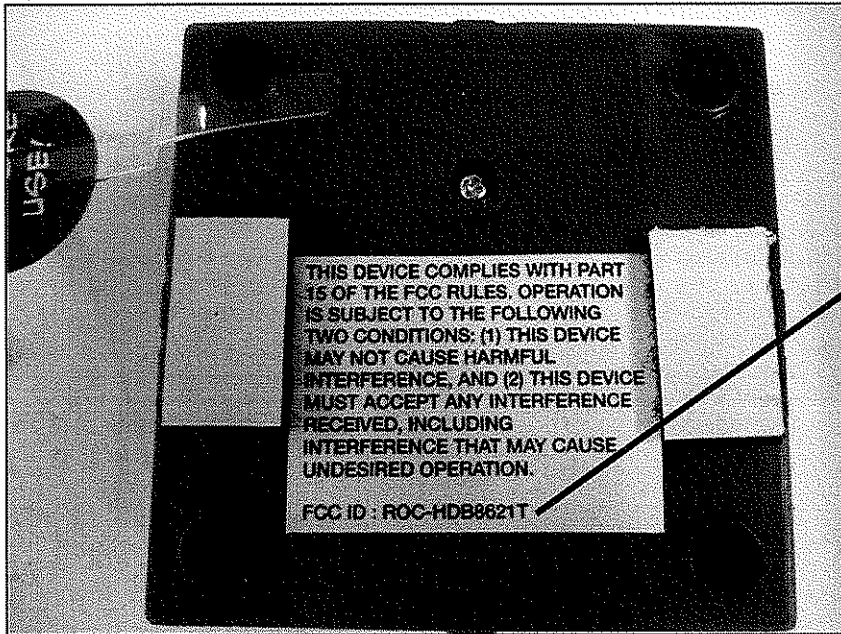 USE
THIS DEVICE COMPLIES WITH PART
15 OF THE FCC RULES. OPERATION
IS SUBJECT TO THE FOLLOWING
TWO CONDITIONS: (1) THIS DEVICE
MAY NOT CAUSE HARMFUL
INTERFERENCE, AND (2) THIS DEVICE
MUST ACCEPT ANY INTERFERENCE
RECEIVED, INCLUDING
INTERFERENCE THAT MAY CAUSE
UNDESIRED OPERATION.
FCC ID : ROC-HDB8621T